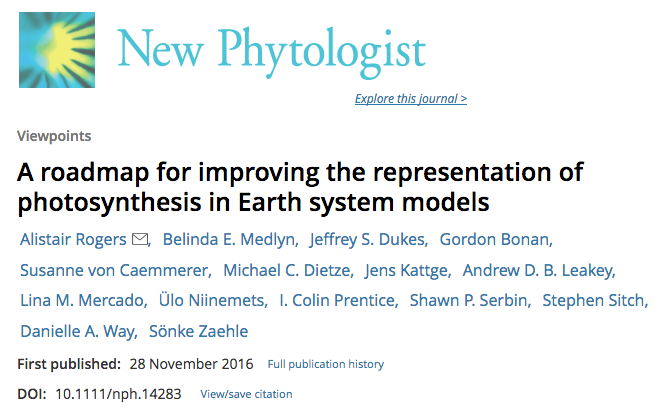 New Phytologist
Explore this journal >
Viewpoints
A roadmap for improving the representation of
photosynthesis in Earth system models
Alistair Rogers, Belinda E. Medlyn, Jeffrey S. Dukes, Gordon Bonan,
Susanne von Caemmerer, Michael C. Dietze, Jens Kattge, Andrew D. B. Leakey,
Lina M. Mercado, Ülo Niinemets, I. Colin Prentice, Shawn P. Serbin, Stephen Sitch,
Danielle A. Way, Sönke Zaehle
First published: 28 November 2016 Full publication history
DOI: 10.1111/nph.14283 View/save citation